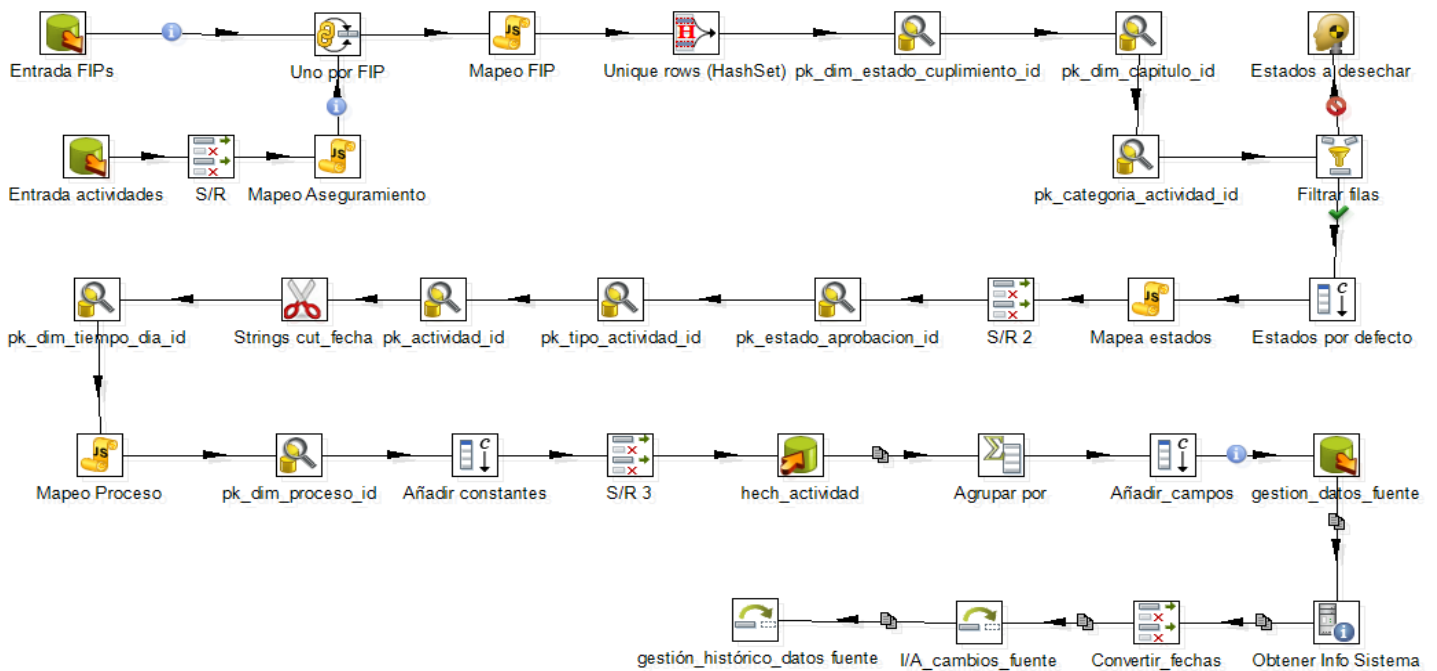 Entrada FIPs
Uno por FIP
Mapeo FIP
Unique rows (HashSet)
pk_dim_estado_cuplimiento_id
pk_dim_capitulo_id
Estados a desechar
Entrada actividades
S/R
Mapeo Aseguramiento
pk_categoria_actividad_id
Filtrar filas
pk_dim_tiempo_dia_id
Strings cut_fecha
pk_actividad_id
pk_tipo_actividad_id
pk_estado_aprobacion_id
S/R 2
Mapea estados
Estados por defecto
Mapeo Proceso
pk_dim_proceso_id
Añadir constantes
S/R 3
hech_actividad
Agrupar por
Añadir_campos
gestion_datos_fuente
gestión_histórico_datos fuente
I/A_cambios_fuente
Convertir_fechas
Obtener Info Sistema